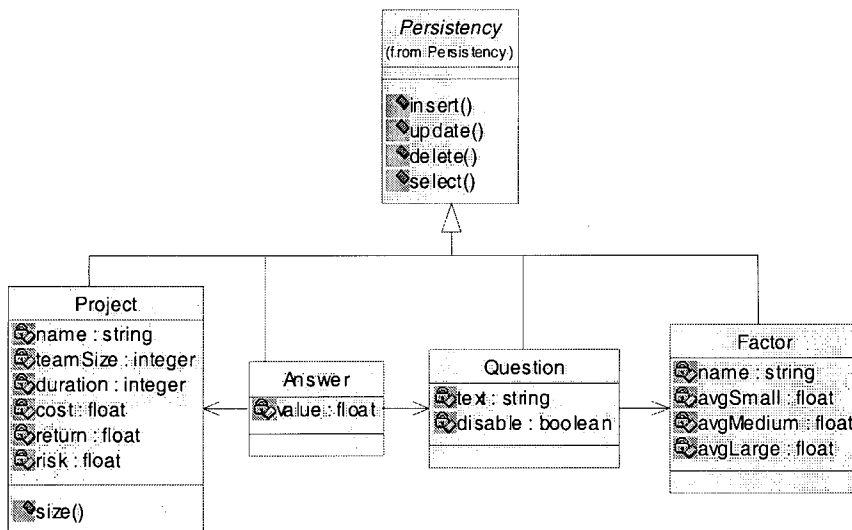 Persistency
(from Persistency)
insert()
update()
delete()
select()
Project
name : string
teamSize : integer
duration : integer
cost : float
return : float
risk : float
size()
Answer
value : float
Question
text : string
disable : boolean
Factor
name : string
avgSmall : float
avgMedium : float
avgLarge : float